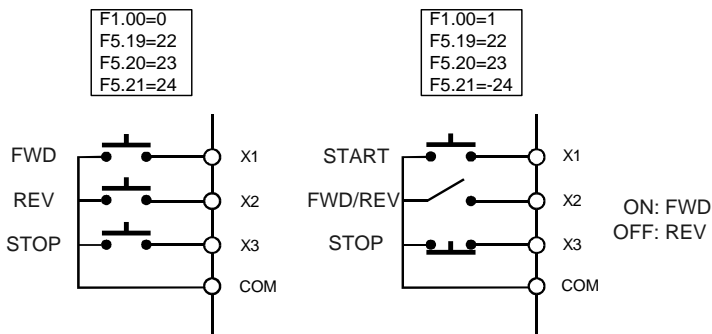 F1.00=0
F5.19=22
F5.20=23
F5.21=24
FWD
X1
REV
X2
STOP
X3
COM
F1.00=1
F5.19=22
F5.20=23
F5.21=-24
START
X1
FWD/REV
X2
STOP
X3
COM
ON: FWD
OFF: REV